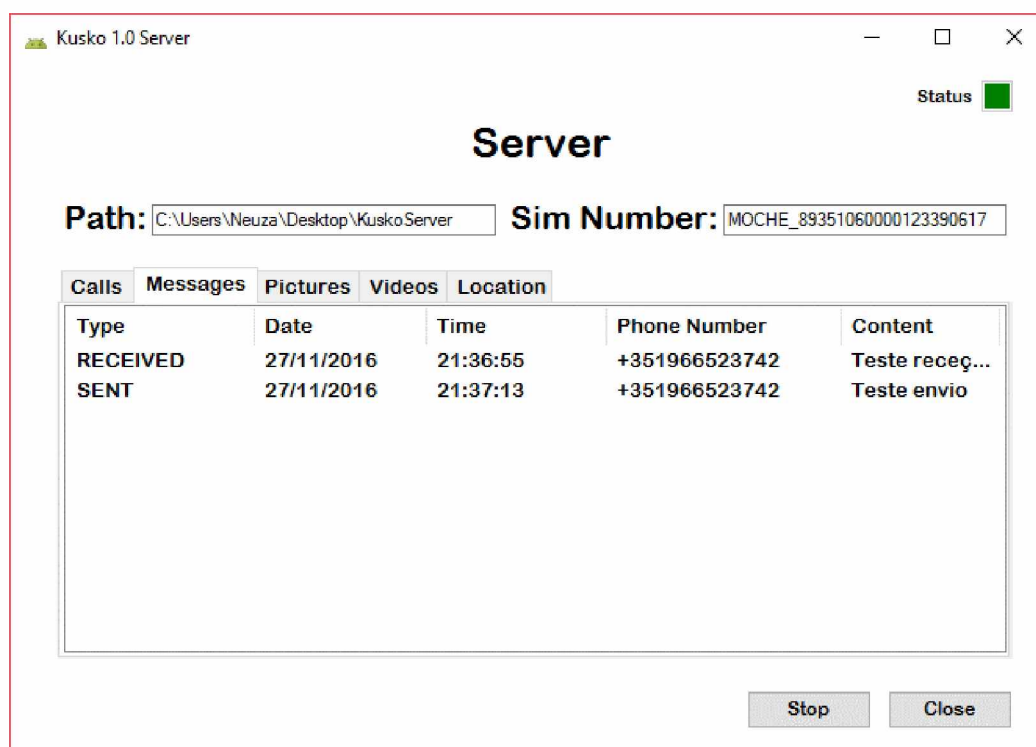 Kusko 1.0 Server
Status
Server
Path: C:\Users\Neuza\Desktop\KuskoServer Sim Number: MOCHE_89351060000123390617
Calls Messages Pictures Videos Location
Type Date Time Phone Number Content
RECEIVED 27/11/2016 21:36:55 +351966523742 Teste receç...
SENT 27/11/2016 21:37:13 +351966523742 Teste envio
Stop Close